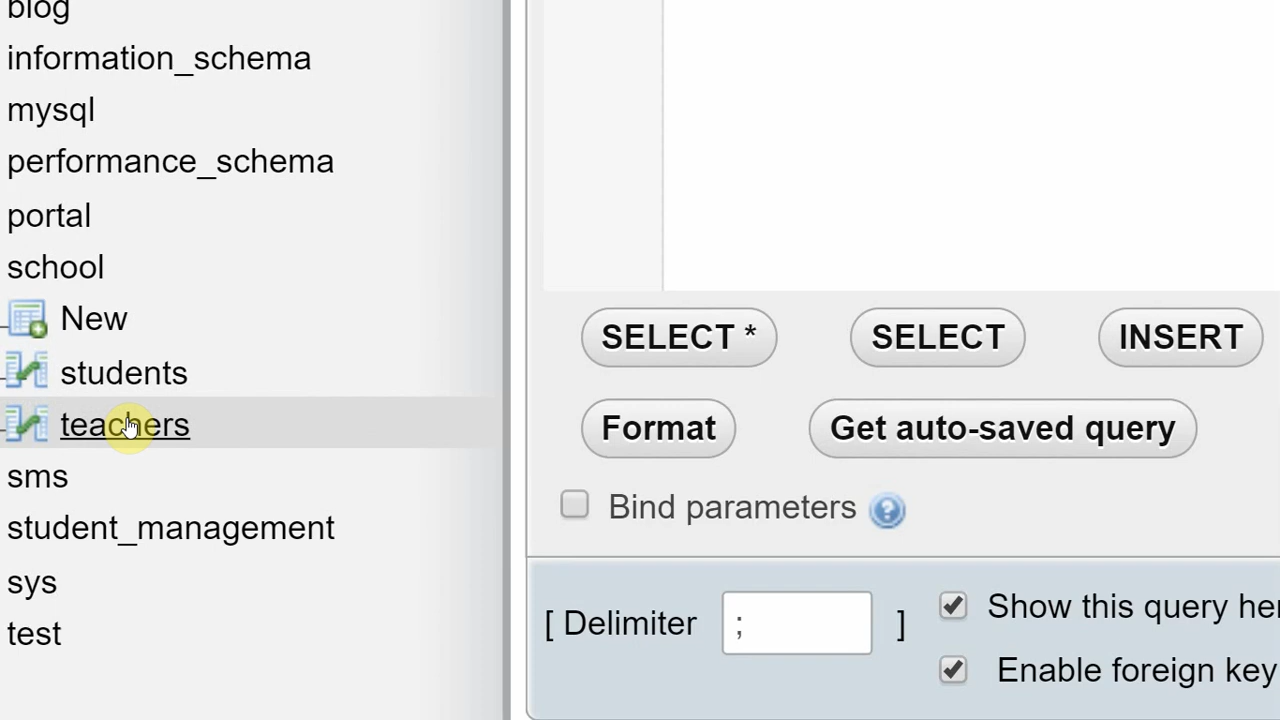 blog
information_schema
mysql
performance_schema
portal
school
New
students
teachers
sms
student_management
sys
test
SELECT * SELECT INSERT
Format Get auto-saved query
Bind parameters
[ Delimiter ; ] Show this query
Enable foreign key